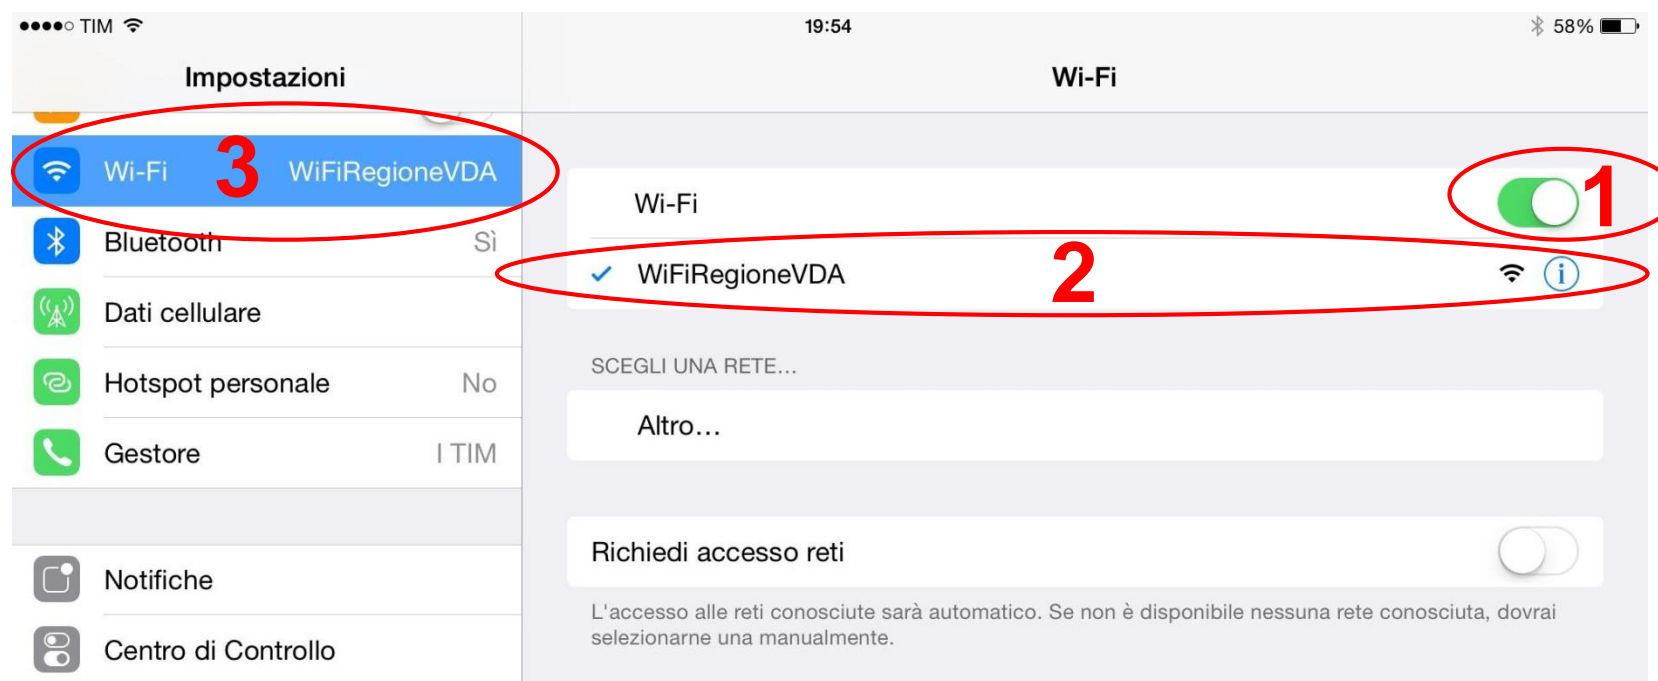 TIM 19:54 58%
Impostazioni
Wi-Fi 3 WiFiRegioneVDA
Bluetooth Sì
Dati cellulare
Hotspot personale No
Gestore I TIM
Notifiche
Centro di Controllo
Wi-Fi
Wi-Fi 1
WiFiRegioneVDA 2
SCEGLI UNA RETE...
Altro...
Richiedi accesso reti
L'accesso alle reti conosciute sarà automatico. Se non è disponibile nessuna rete conosciuta, dovrai
selezionarne una manualmente.